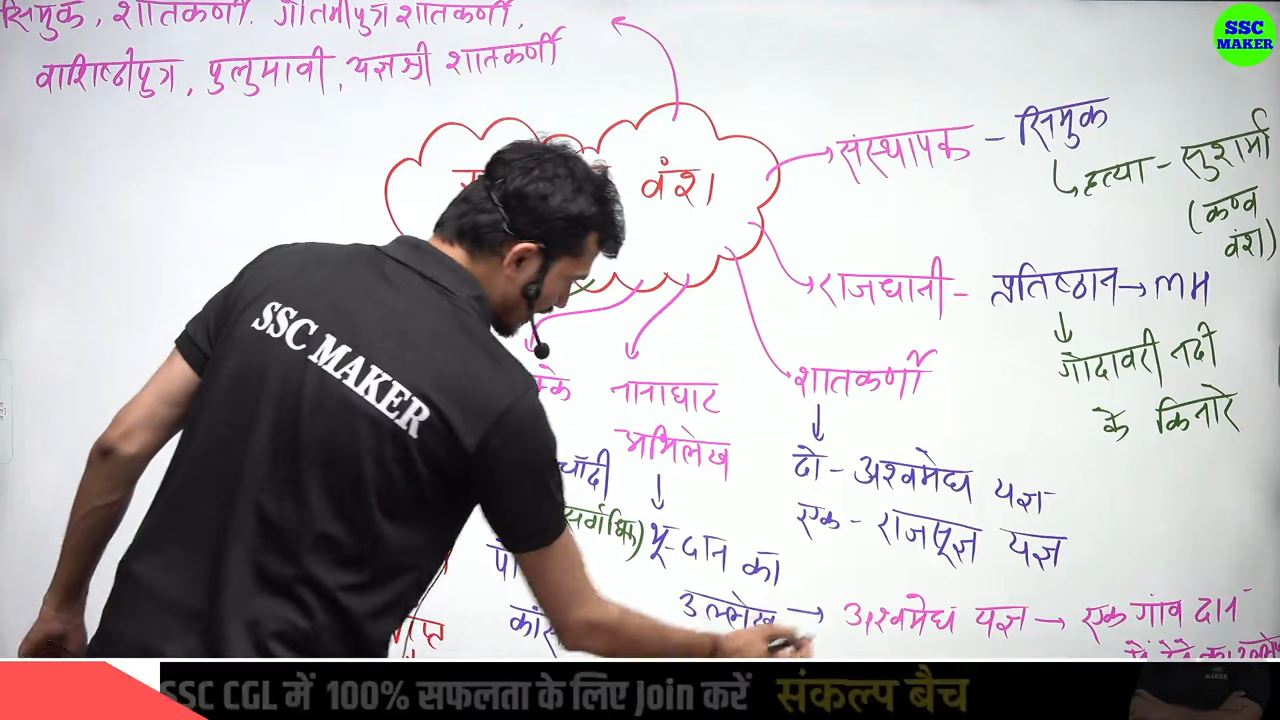 सिमुक, शातकर्णी, गौतमीपुत्र शातकर्णी,
वाशिष्ठीपुत्र, पुलुमावी, यज्ञश्री शातकर्णी
SSC
MAKER
वंश
संस्थापक - सिमुक
हत्या - सुशर्मा
(कण्व
वंश)
राजधानी - प्रतिष्ठान → MH
गोदावरी नदी
के किनारे
शातकर्णी
दो - अश्वमेघ यज्ञ
एक - राजसूज्ञ यज्ञ
नानाघाट
अभिलेख
भू-दान का
उल्लेख → अश्वमेघ यज्ञ → एक गांव दान
चाँदी
SSC MAKER
SSC CGL में 100% सफलता के लिए Join करें संकल्प बैच